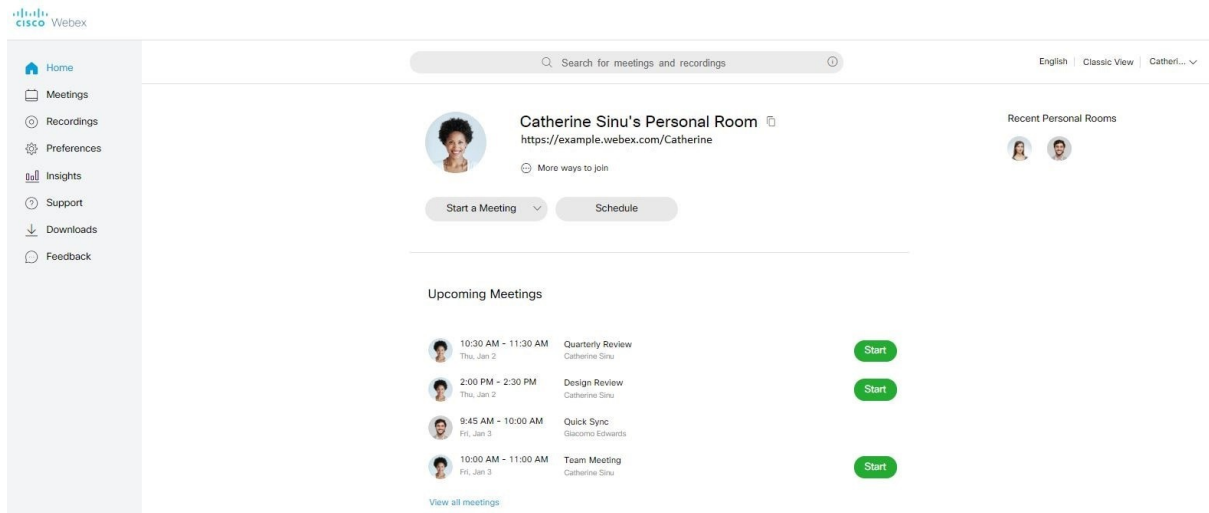 cisco Webex
Search for meetings and recordings
English Classic View Catheri...
Home
Meetings
Recordings
Preferences
Insights
Support
Downloads
Feedback
Catherine Sinu's Personal Room
https://example.webex.com/Catherine
More ways to join
Start a Meeting Schedule
Recent Personal Rooms
Upcoming Meetings
10:30 AM - 11:30 AM Quarterly Review Start
Thu, Jan 2 Catherine Sinu
2:00 PM - 2:30 PM Design Review Start
Thu, Jan 2 Catherine Sinu
9:45 AM - 10:00 AM Quick Sync
Fri, Jan 3 Giacomo Edwards
10:00 AM - 11:00 AM Team Meeting Start
Fri, Jan 3 Catherine Sinu
View all meetings